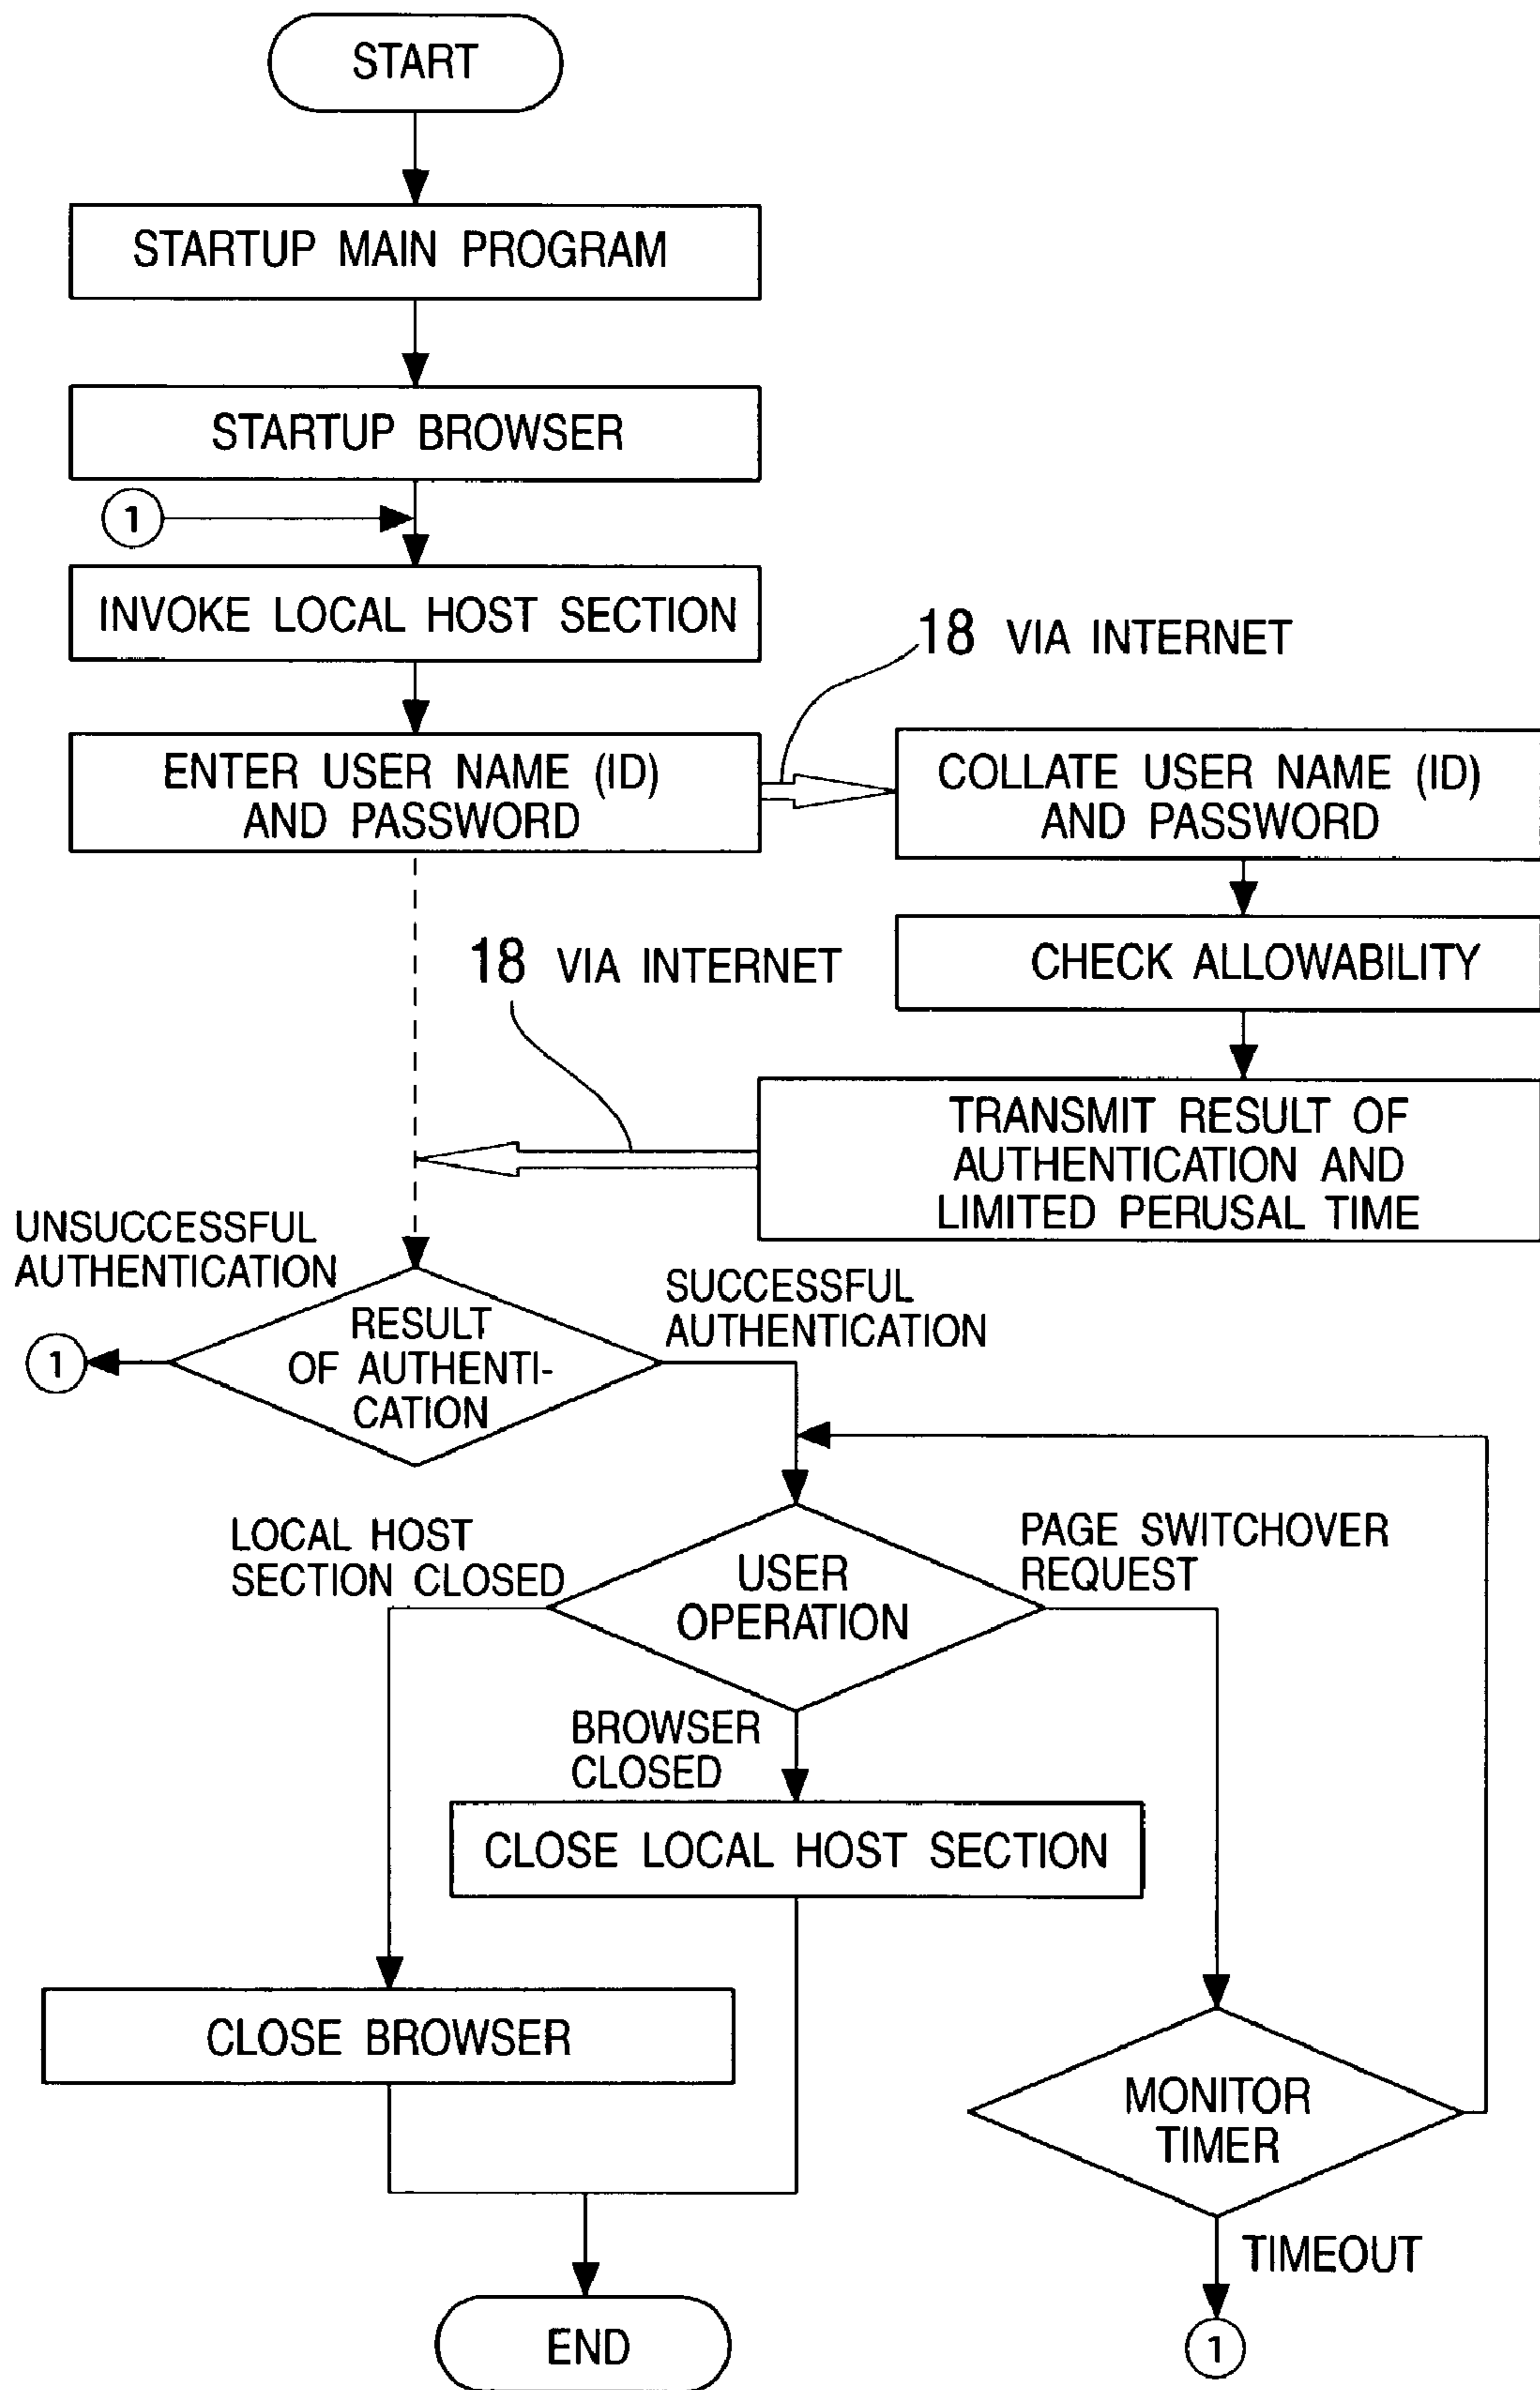 START
STARTUP MAIN PROGRAM
STARTUP BROWSER
1
INVOKE LOCAL HOST SECTION
18 VIA INTERNET
ENTER USER NAME (ID)
AND PASSWORD
COLLATE USER NAME (ID)
AND PASSWORD
CHECK ALLOWABILITY
18 VIA INTERNET
TRANSMIT RESULT OF
AUTHENTICATION AND
LIMITED PERUSAL TIME
UNSUCCESSFUL
AUTHENTICATION
SUCCESSFUL
AUTHENTICATION
RESULT
OF AUTHENTI-
CATION
1
LOCAL HOST
SECTION CLOSED
USER
OPERATION
PAGE SWITCHOVER
REQUEST
BROWSER
CLOSED
CLOSE LOCAL HOST SECTION
CLOSE BROWSER
MONITOR
TIMER
TIMEOUT
END
1